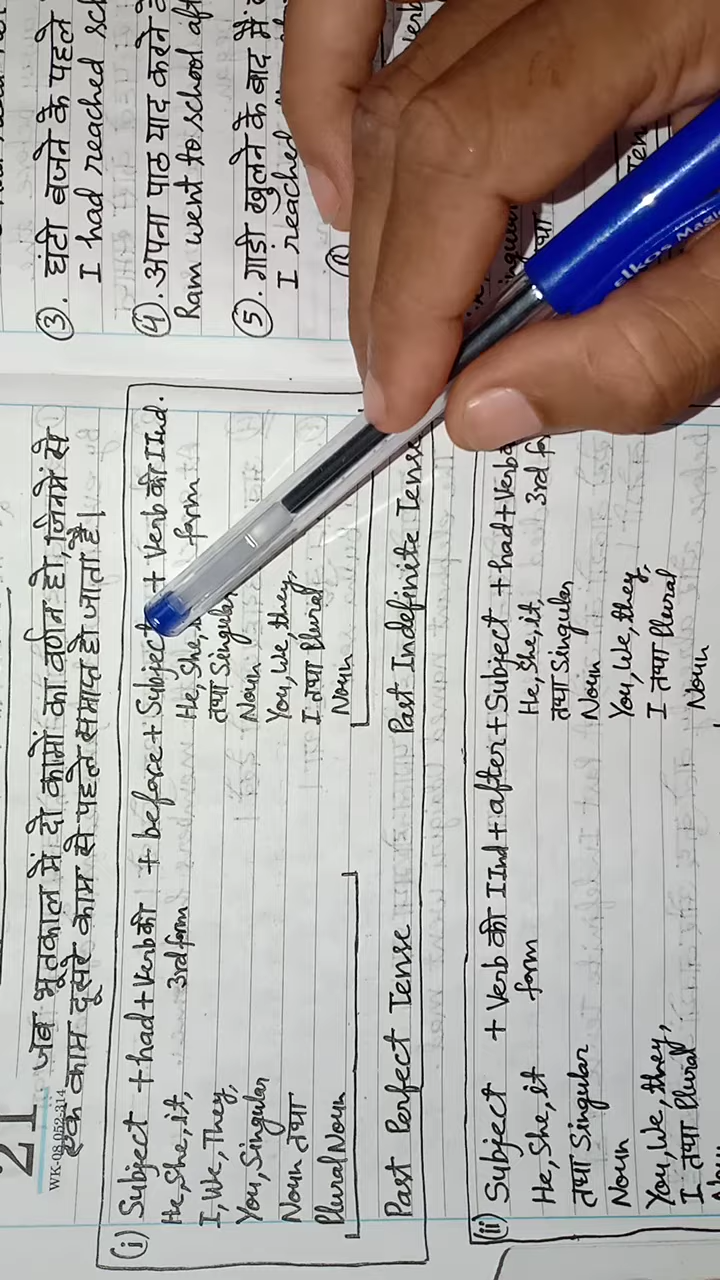 21
WK-08 052-314
जब भूतकाल में दो कामों का वर्णन हो, जिनमें से
एक काम दूसरे काम से पहले समाप्त हो जाता है।
(i) Subject + had + Verb की + before + Subject + Verb की IInd.
3rd form
form
He, She, it,
I, We, They,
You, Singular
Noun तथा
Plural Noun
He, She,
तथा Singular
Noun
You, We, they,
I तथा Plural
Noun
Past Perfect Tense
Past Indefinite Tense
(ii) Subject + Verb की IInd + after + Subject + had + Verb
form
3rd
He, She, it
तथा Singular
Noun
You, We, they,
I तथा Plural
He, She, it,
तथा Singular
Noun
You, We, they,
I तथा Plural
Noun
③. घंटी बजने के पहले
I had reached
④. अपना पाठ याद करने
Ram went to school
⑤. गाडी खुलने के बाद मैं
I reached